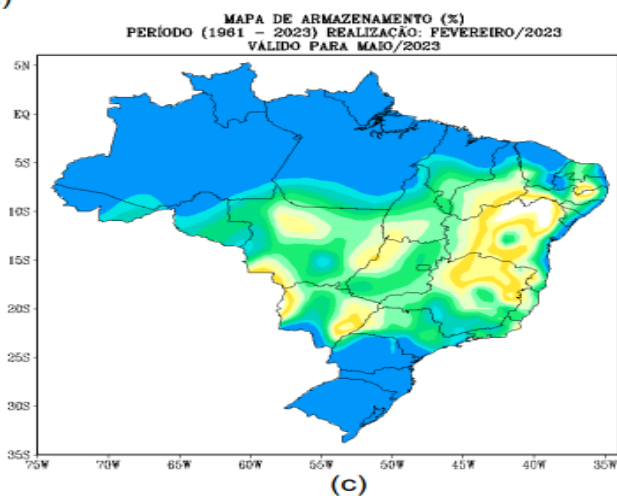 )
MAPA DE ARMAZENAMENTO (%)
PERÍODO (1961 – 2023) REALIZAÇÃO: FEVEREIRO/2023
VÁLIDO PARA MAIO/2023
5N
EQ
5S
10S
15S
20S
25S
30S
35S
75W 70W 65W 60W 55W 50W 45W 40W 35W
(c)